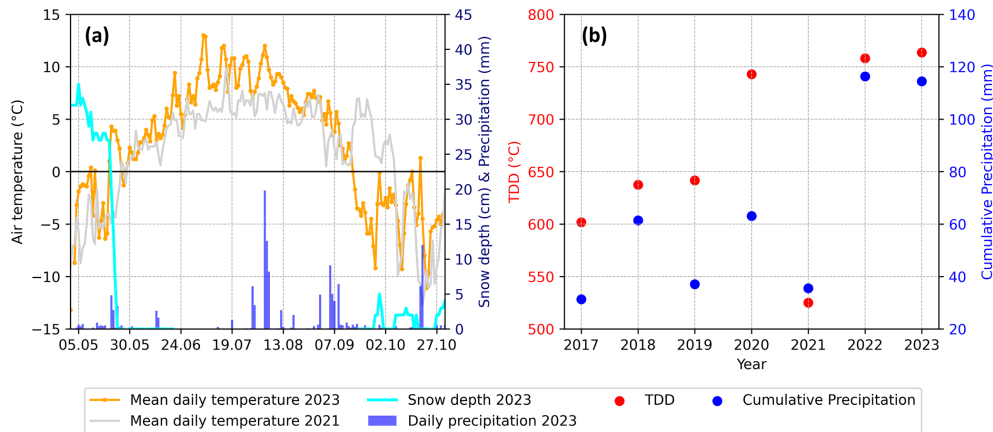 (a)
15
10
5
0
−5
−10
−15
Air temperature (°C)
45
40
35
30
25
20
15
10
5
0
Snow depth (cm) & Precipitation (mm)
05.05 30.05 24.06 19.07 13.08 07.09 02.10 27.10
(b)
800
750
700
650
600
550
500
TDD (°C)
140
120
100
80
60
40
20
Cumulative Precipitation (mm)
2017 2018 2019 2020 2021 2022 2023
Year
Mean daily temperature 2023 Snow depth 2023 TDD Cumulative Precipitation
Mean daily temperature 2021 Daily precipitation 2023